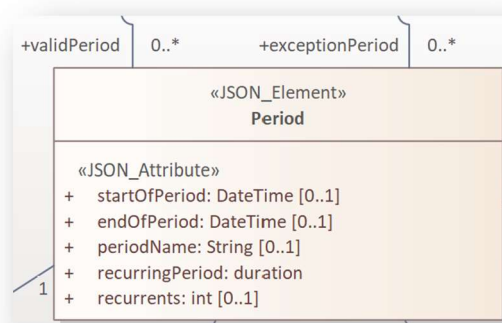 +validPeriod 0..* +exceptionPeriod 0..*
«JSON_Element»
Period
«JSON_Attribute»
+ startOfPeriod: DateTime [0..1]
+ endOfPeriod: DateTime [0..1]
+ periodName: String [0..1]
+ recurringPeriod: duration
1
+ recurrents: int [0..1]